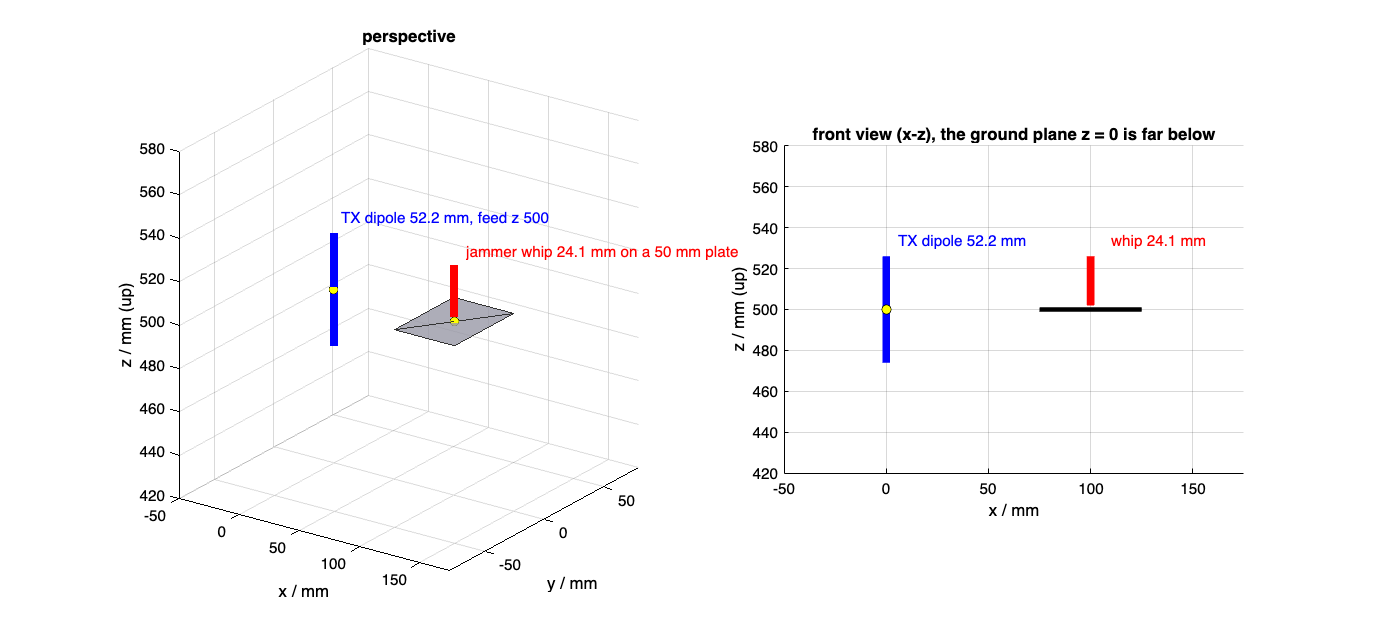 perspective
580
560
540
520
500
480
460
440
420
z / mm (up)
-50
0
50
100
150
x / mm
-50
0
50
y / mm
TX dipole 52.2 mm, feed z 500
jammer whip 24.1 mm on a 50 mm plate
front view (x-z), the ground plane z = 0 is far below
580
560
540
520
500
480
460
440
420
z / mm (up)
-50
0
50
100
150
x / mm
TX dipole 52.2 mm
whip 24.1 mm